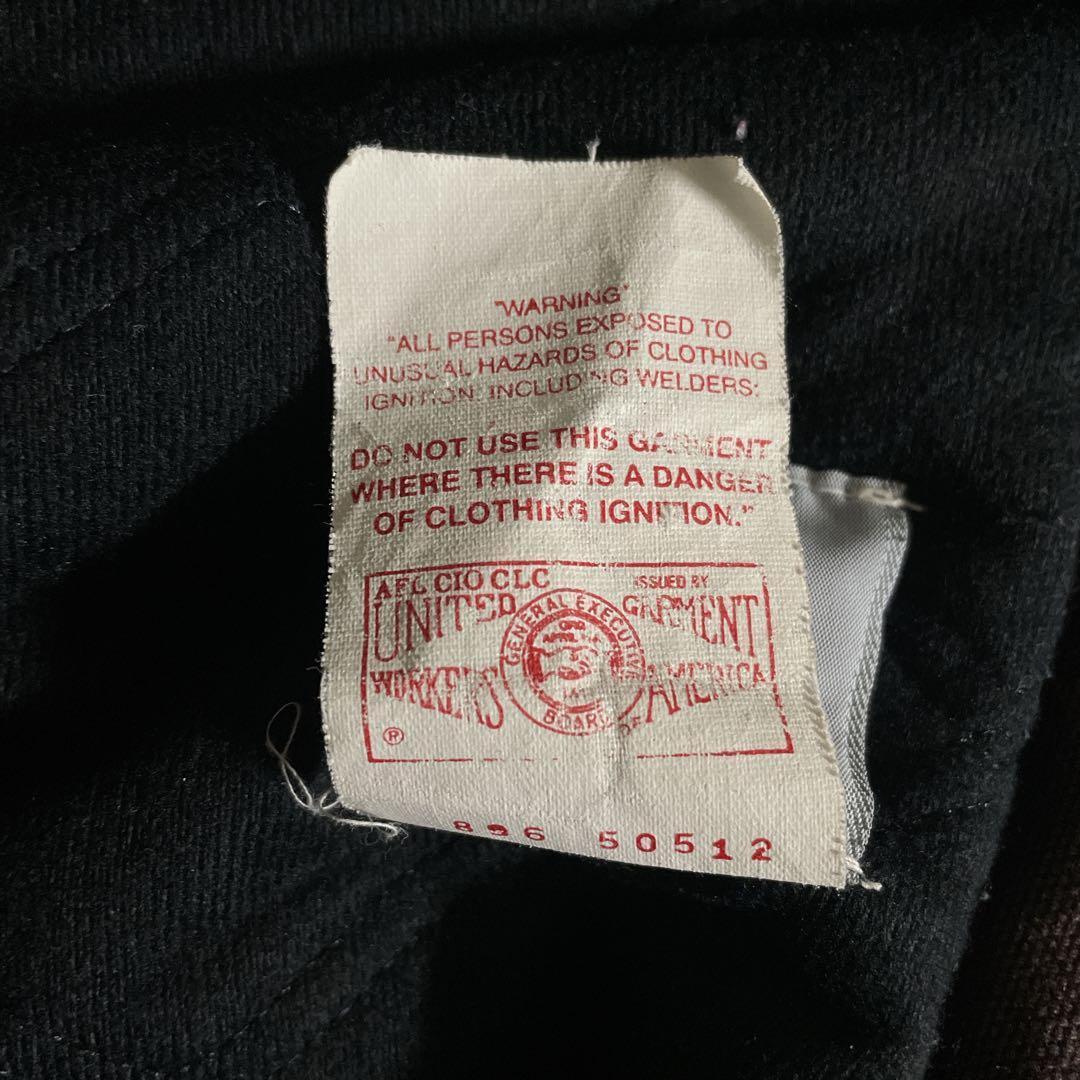 "WARNING"
"ALL PERSONS EXPOSED TO
UNUSUAL HAZARDS OF CLOTHING
IGNITION, INCLUDING WELDERS:
DO NOT USE THIS GARMENT
WHERE THERE IS A DANGER
OF CLOTHING IGNITION."
AFL CIO CLC ISSUED BY
UNITED GARMENT
WORKERS OF AMERICA
GENERAL EXECUTIVE
BOARD
®
50512